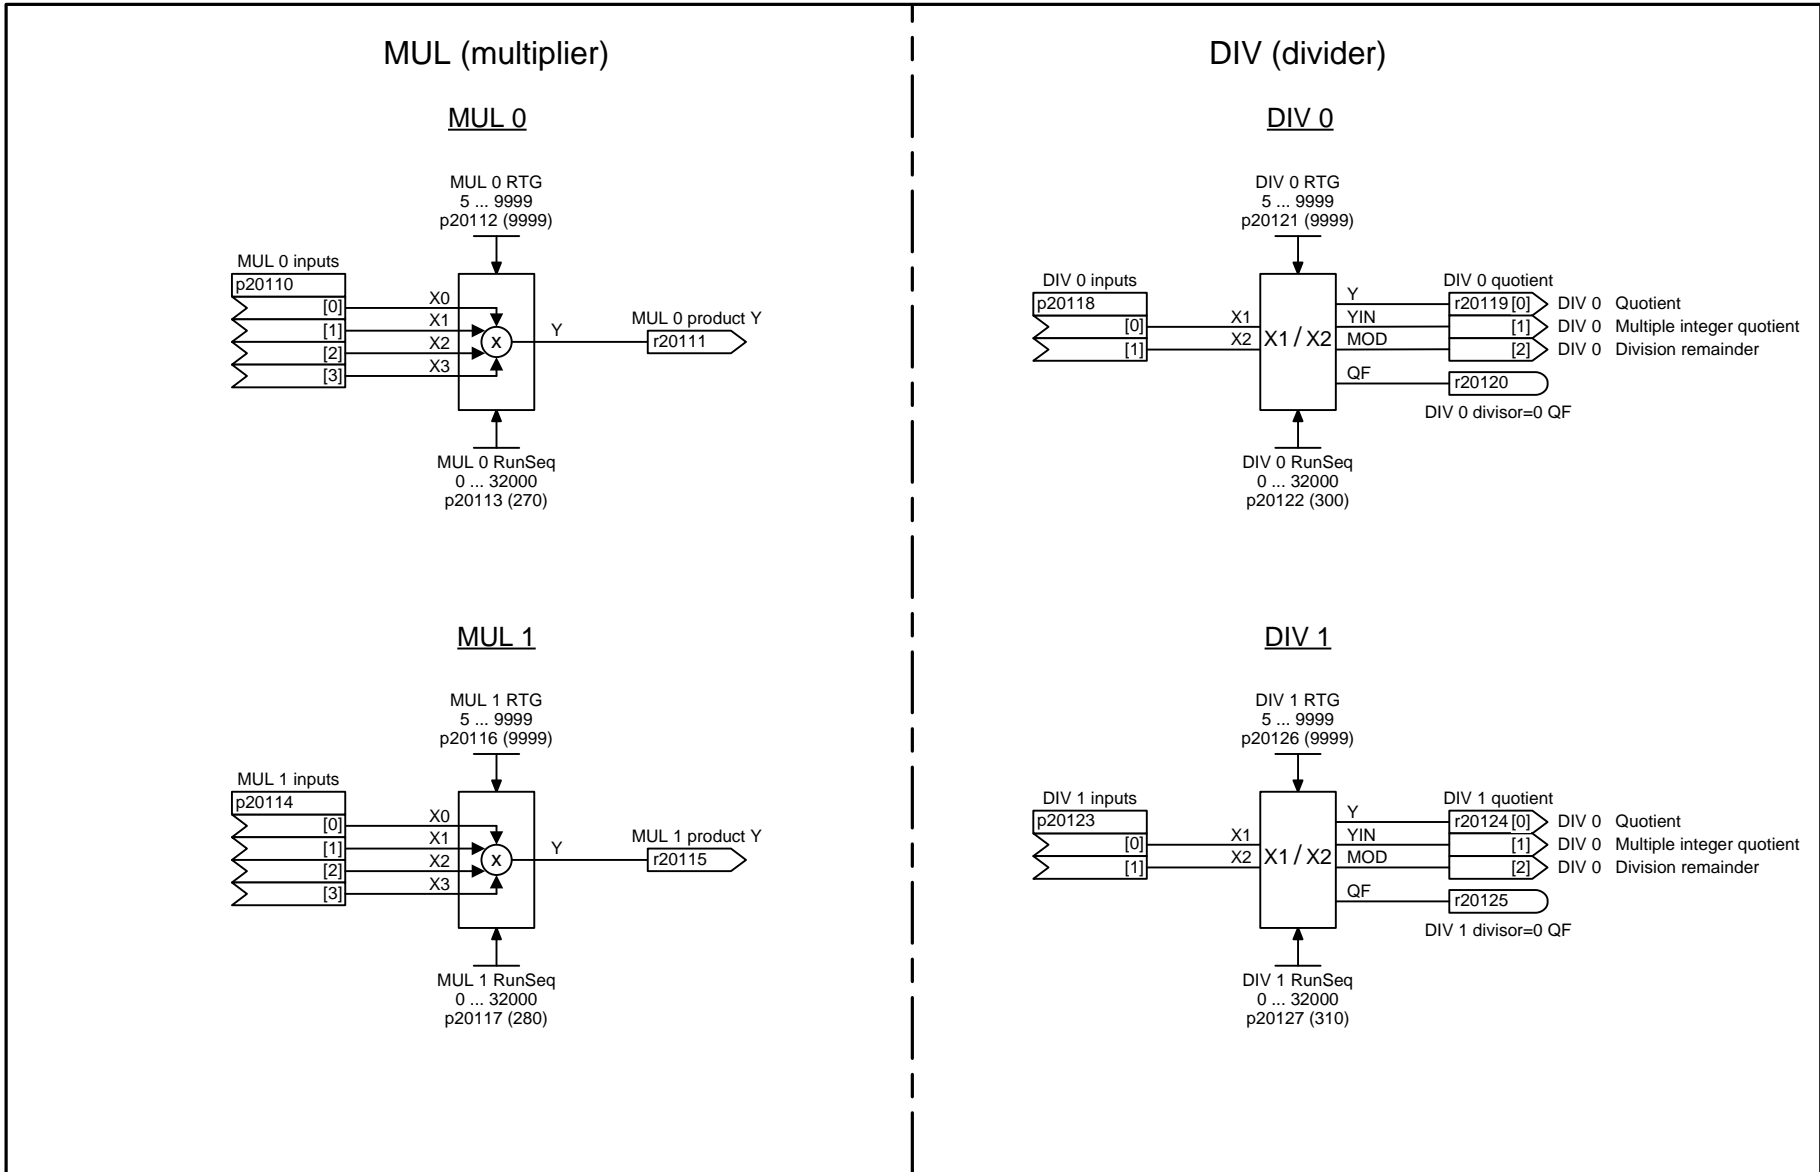 MUL (multiplier)
MUL 0
MUL 0 RTG
5 ... 9999
p20112 (9999)
MUL 0 inputs
p20110
[0]
X0
[1]
X1
[2]
X2
[3]
X3
x
Y
MUL 0 product Y
r20111
MUL 0 RunSeq
0 ... 32000
p20113 (270)
MUL 1
MUL 1 RTG
5 ... 9999
p20116 (9999)
MUL 1 inputs
p20114
[0]
X0
[1]
X1
[2]
X2
[3]
X3
x
Y
MUL 1 product Y
r20115
MUL 1 RunSeq
0 ... 32000
p20117 (280)
DIV (divider)
DIV 0
DIV 0 RTG
5 ... 9999
p20121 (9999)
DIV 0 inputs
p20118
[0]
X1
[1]
X2
X1 / X2
DIV 0 quotient
Y
r20119 [0] DIV 0 Quotient
YIN
[1] DIV 0 Multiple integer quotient
MOD
[2] DIV 0 Division remainder
QF
r20120
DIV 0 divisor=0 QF
DIV 0 RunSeq
0 ... 32000
p20122 (300)
DIV 1
DIV 1 RTG
5 ... 9999
p20126 (9999)
DIV 1 inputs
p20123
[0]
X1
[1]
X2
X1 / X2
DIV 1 quotient
Y
r20124 [0] DIV 0 Quotient
YIN
[1] DIV 0 Multiple integer quotient
MOD
[2] DIV 0 Division remainder
QF
r20125
DIV 1 divisor=0 QF
DIV 1 RunSeq
0 ... 32000
p20127 (310)